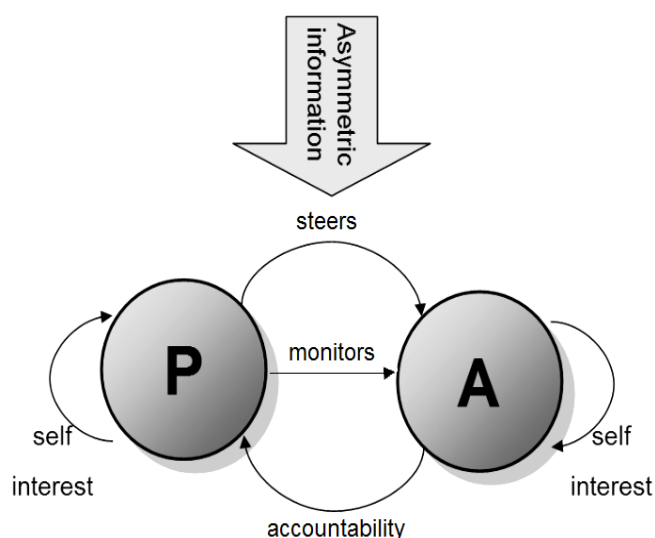 Asymmetric
information
steers
P
monitors
A
self
interest
self
interest
accountability